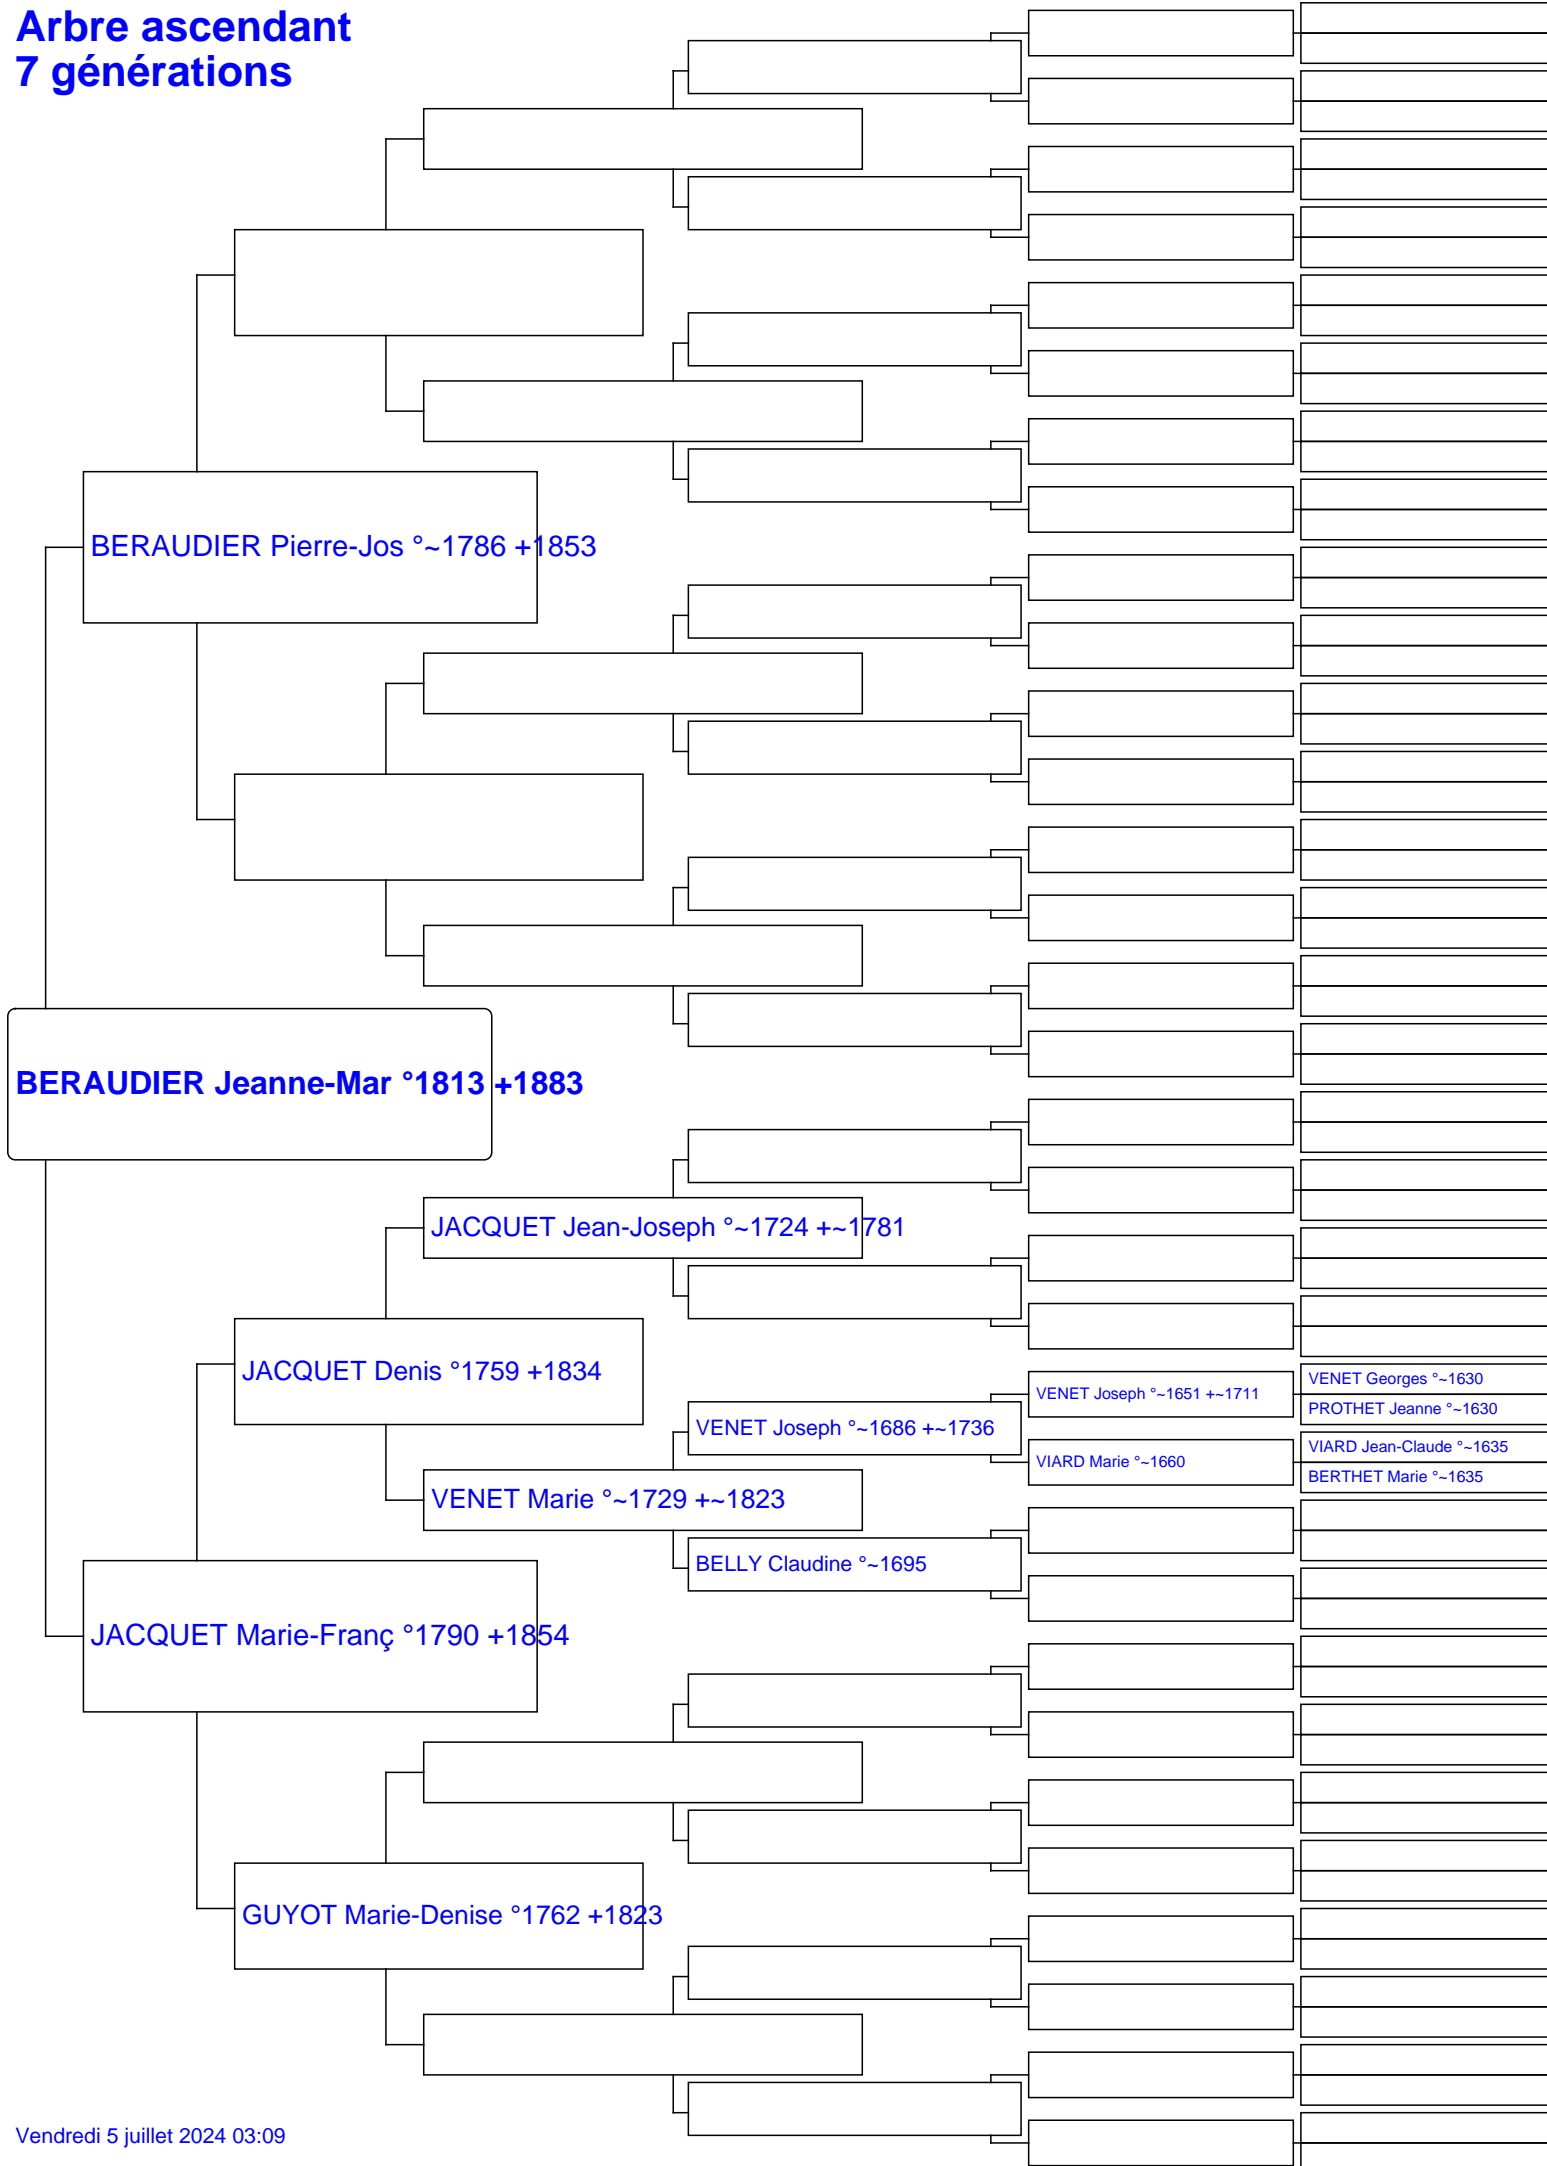 Arbre ascendant
7 générations
BERAUDIER Pierre-Jos °~1786 +1853
BERAUDIER Jeanne-Mar °1813 +1883
JACQUET Jean-Joseph °~1724 +~1781
JACQUET Denis °1759 +1834
VENET Joseph °~1651 +~1711
VENET Georges °~1630
PROTHET Jeanne °~1630
VENET Joseph °~1686 +~1736
VIARD Marie °~1660
VIARD Jean-Claude °~1635
BERTHET Marie °~1635
VENET Marie °~1729 +~1823
BELLY Claudine °~1695
JACQUET Marie-Franç °1790 +1854
GUYOT Marie-Denise °1762 +1823
Vendredi 5 juillet 2024 03:09